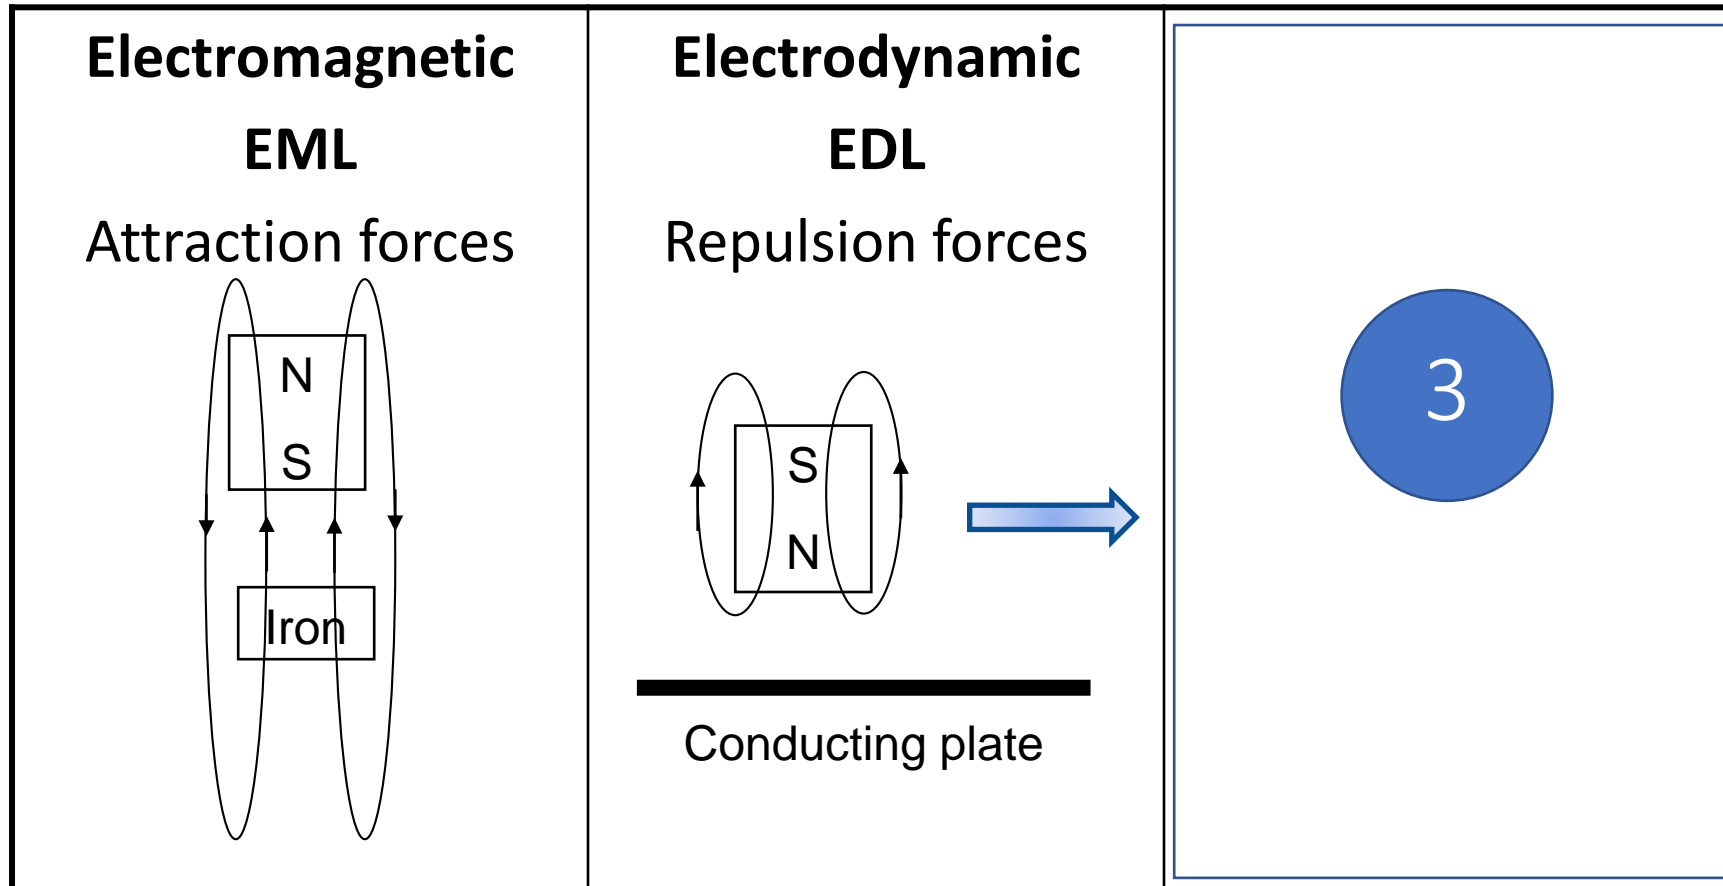 Electromagnetic
EML
Attraction forces
N
S
Iron
Electrodynamic
EDL
Repulsion forces
S
N
Conducting plate
3